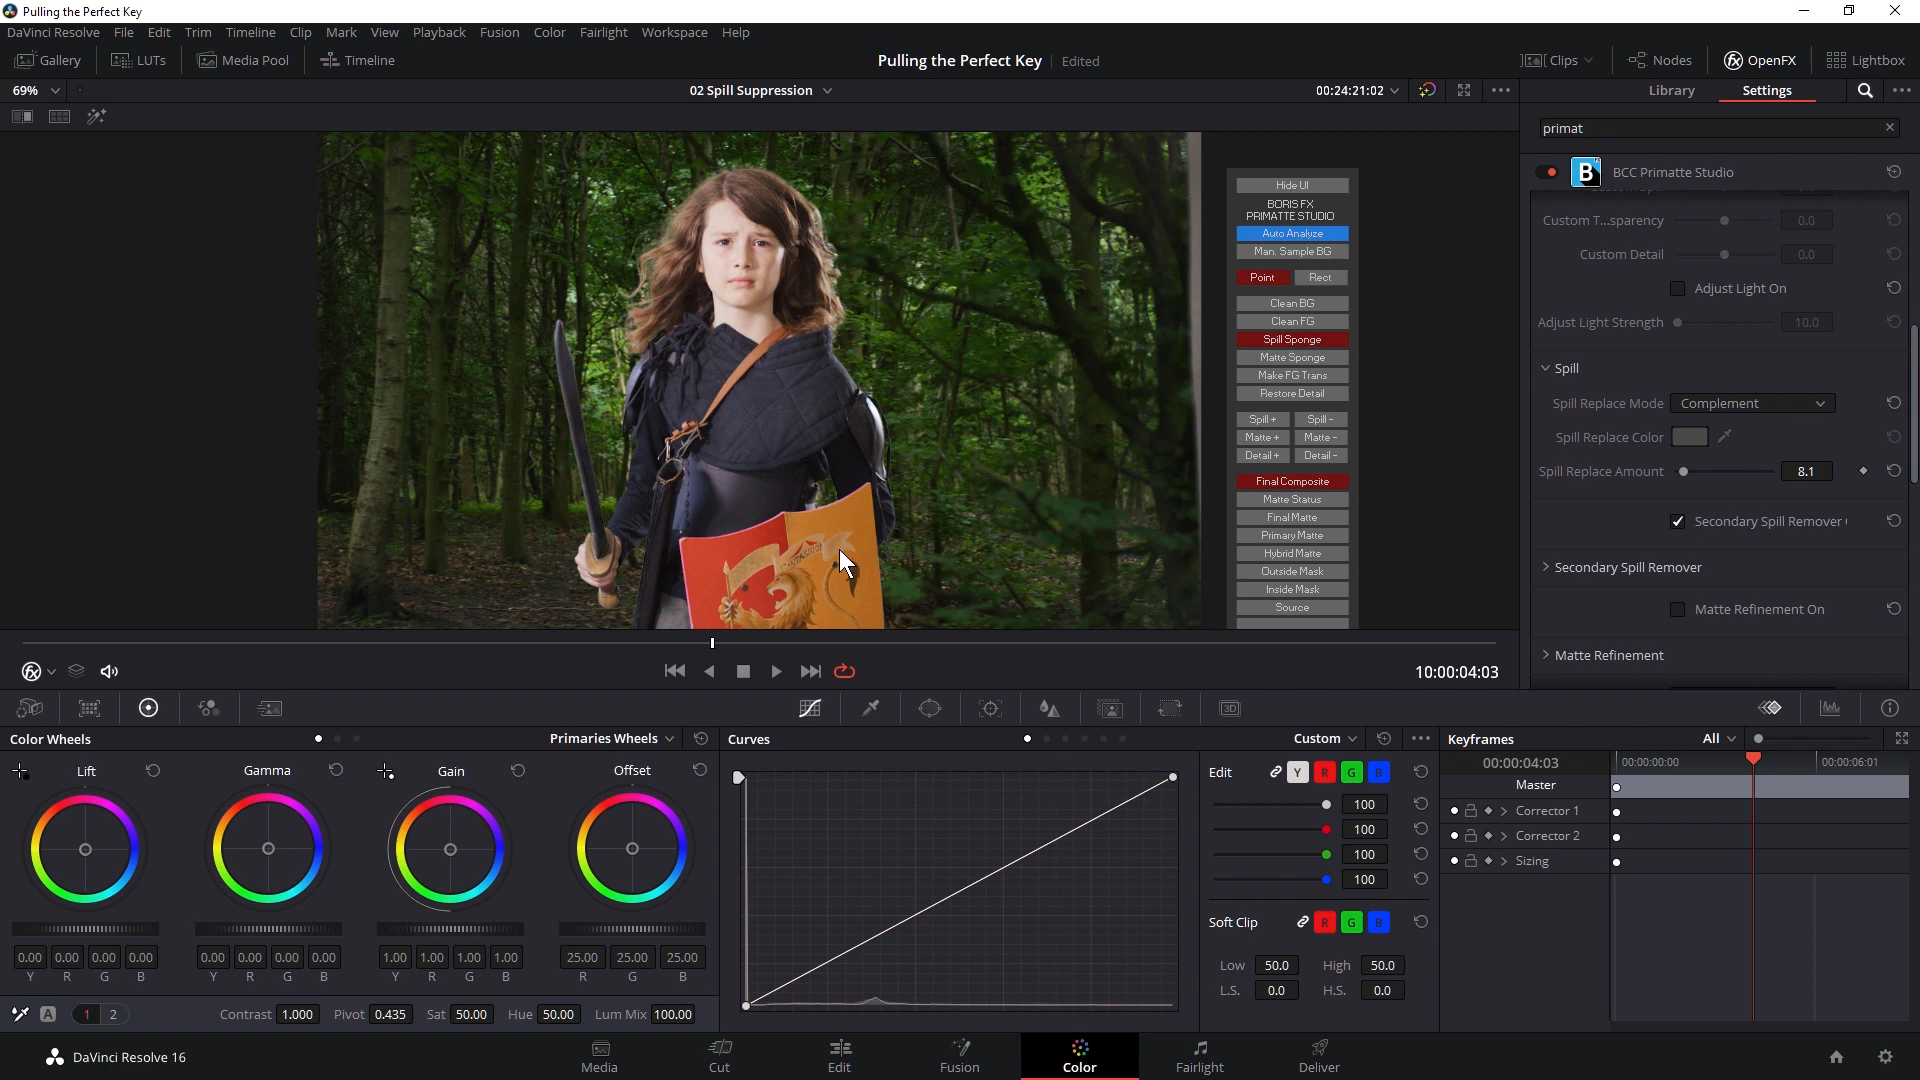 Pulling the Perfect Key
DaVinci Resolve File Edit Trim Timeline Clip Mark View Playback Fusion Color Fairlight Workspace Help
Gallery LUTs Media Pool Timeline Pulling the Perfect Key Edited Clips Nodes OpenFX Lightbox
69% 02 Spill Suppression 00:24:21:02 Library Settings
primat
BCC Primatte Studio
Custom T...sparency 0.0
Custom Detail 0.0
Adjust Light On
Adjust Light Strength 10.0
Spill
Spill Replace Mode Complement
Spill Replace Color
Spill Replace Amount 8.1
Secondary Spill Remover
Secondary Spill Remover
Matte Refinement On
Matte Refinement
Hide UI
BORIS FX
PRIMATTE STUDIO
Auto Analyze
Man. Sample BG
Point Rect
Clean BG
Clean FG
Spill Sponge
Matte Sponge
Make FG Trans
Restore Detail
Spill + Spill -
Matte + Matte -
Detail + Detail -
Final Composite
Matte Status
Final Matte
Primary Matte
Hybrid Matte
Outside Mask
Inside Mask
Source
10:00:04:03
3D
Color Wheels Primaries Wheels
Lift Gamma Gain Offset
0.00 0.00 0.00 0.00 0.00 0.00 0.00 0.00 1.00 1.00 1.00 1.00 25.00 25.00 25.00
Y R G B Y R G B Y R G B R G B
A 1 2 Contrast 1.000 Pivot 0.435 Sat 50.00 Hue 50.00 Lum Mix 100.00
Curves Custom
Edit Y R G B
100
100
100
100
Soft Clip R G B
Low 50.0 High 50.0
L.S. 0.0 H.S. 0.0
Keyframes All
00:00:04:03 00:00:00:00 00:00:06:01
Master
Corrector 1
Corrector 2
Sizing
DaVinci Resolve 16 Media Cut Edit Fusion Color Fairlight Deliver